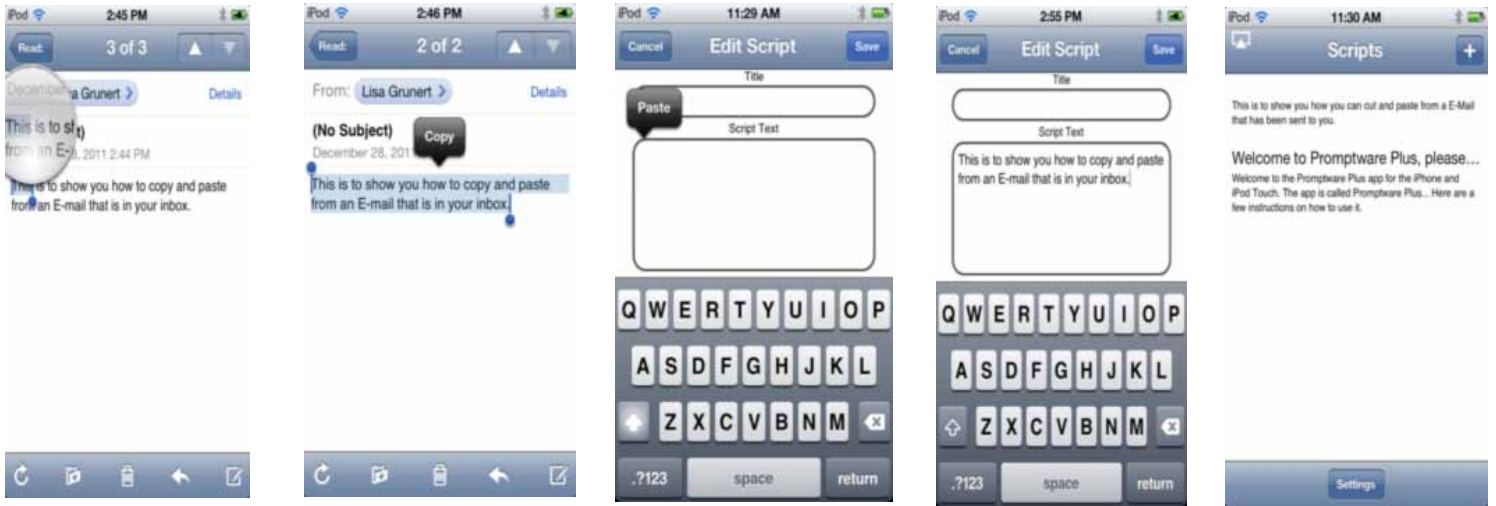 iPod 2:45 PM
Read:
3 of 3
December
a Grunert
Details
This is to st t)
from an E- 8, 2011 2:44 PM
This is to show you how to copy and paste
from an E-mail that is in your inbox.
iPod 2:46 PM
Read:
2 of 2
From: Lisa Grunert
Details
(No Subject)
Copy
December 28, 201
This is to show you how to copy and paste
from an E-mail that is in your inbox.
iPod 11:29 AM
Cancel Edit Script Save
Title
Paste
Script Text
Q W E R T Y U I O P
A S D F G H J K L
Z X C V B N M
.?123 space return
iPod 2:55 PM
Cancel Edit Script Save
Title
Script Text
This is to show you how to copy and paste
from an E-mail that is in your inbox.
Q W E R T Y U I O P
A S D F G H J K L
Z X C V B N M
.?123 space return
iPod 11:30 AM
Scripts +
This is to show you how you can cut and paste from a E-Mail
that has been sent to you.
Welcome to Promptware Plus, please...
Welcome to the Promptware Plus app for the iPhone and
iPod Touch. The app is called Promptware Plus... Here are a
few instructions on how to use it.
Settings